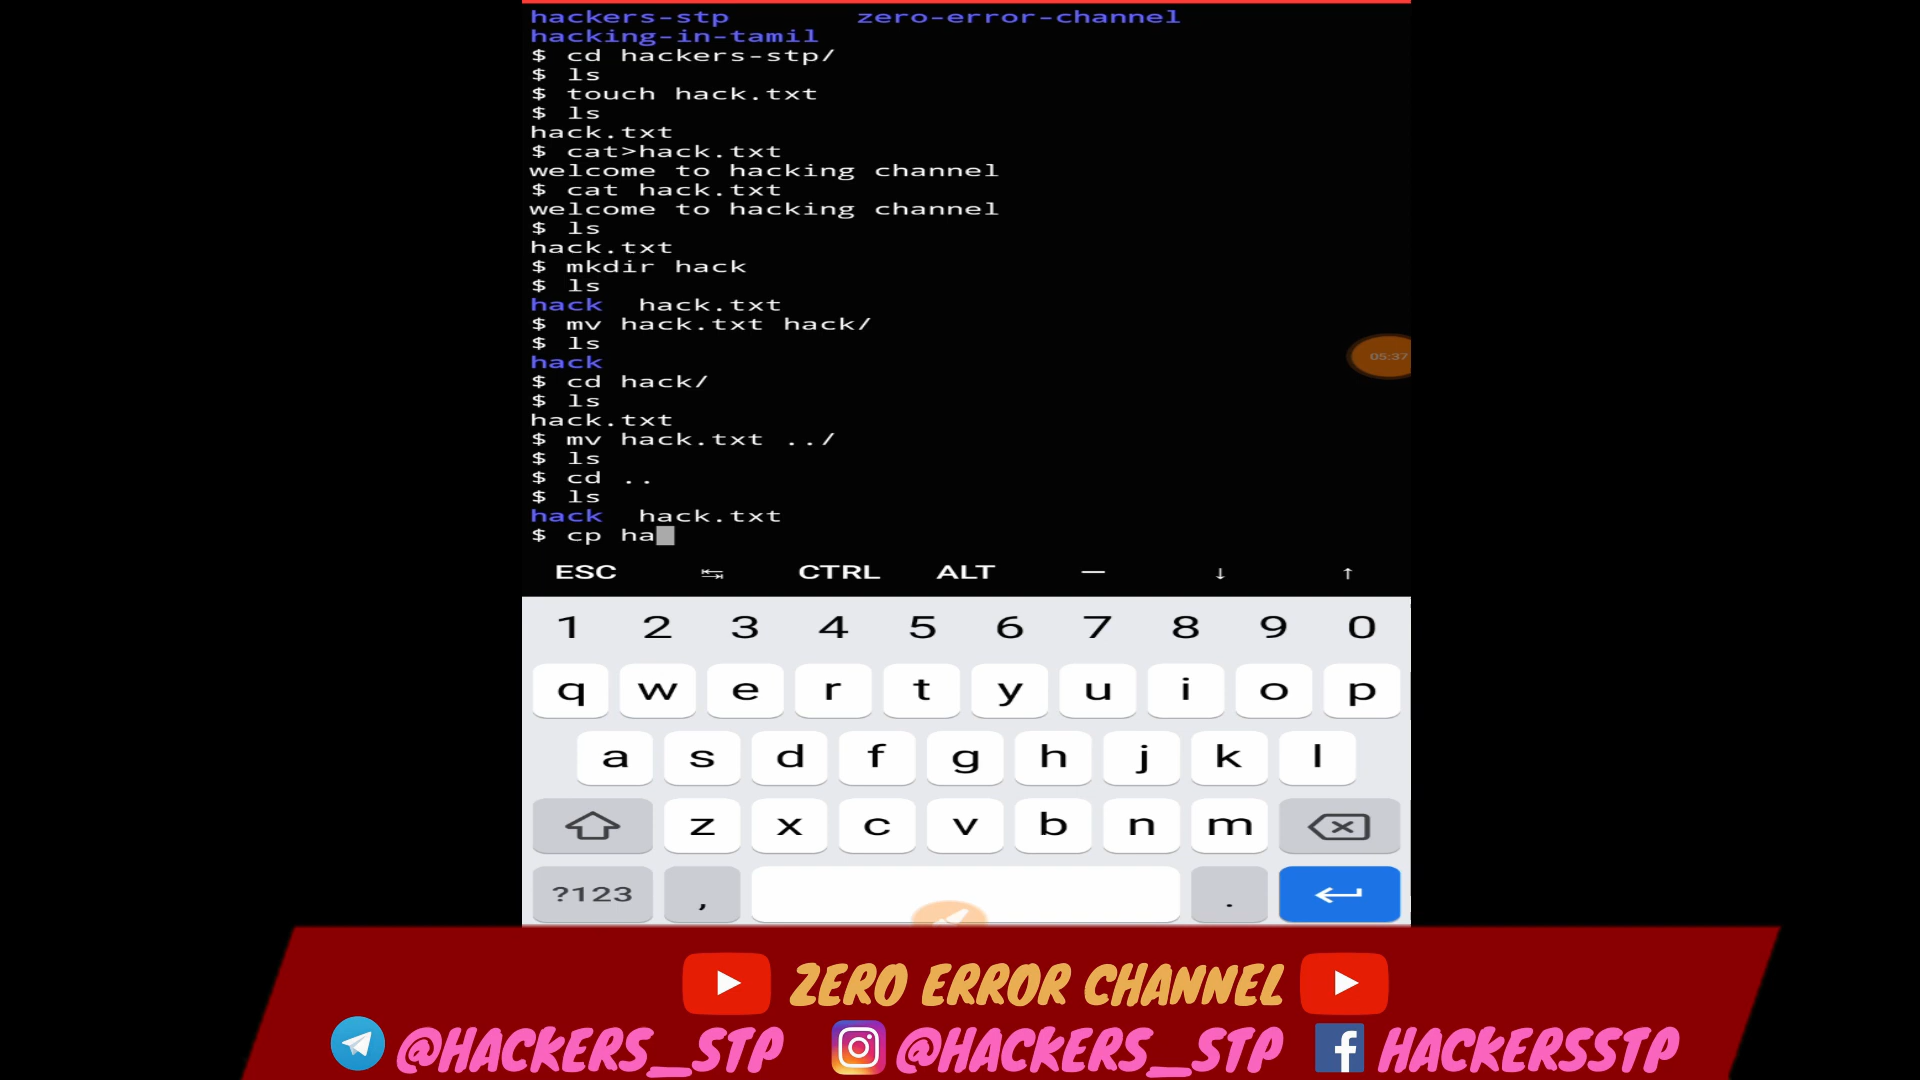 hackers-stp zero-error-channel
hacking-in-tamil
$ cd hackers-stp/
$ ls
$ touch hack.txt
$ ls
hack.txt
$ cat>hack.txt
welcome to hacking channel
$ cat hack.txt
welcome to hacking channel
$ ls
hack.txt
$ mkdir hack
$ ls
hack hack.txt
$ mv hack.txt hack/
$ ls
hack
$ cd hack/
$ ls
hack.txt
$ mv hack.txt ../
$ ls
$ cd ..
$ ls
hack hack.txt
$ cp ha
05:37
ESC ↹ CTRL ALT — ↓ ↑
1 2 3 4 5 6 7 8 9 0
q w e r t y u i o p
a s d f g h j k l
z x c v b n m
?123 , .
ZERO ERROR CHANNEL
@HACKERS__STP @HACKERS__STP HACKERSSTP